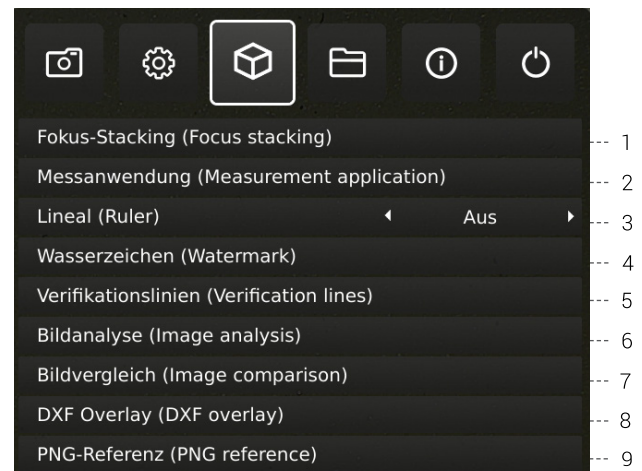 Fokus-Stacking (Focus stacking)
1
Messanwendung (Measurement application)
2
Lineal (Ruler) Aus
3
Wasserzeichen (Watermark)
4
Verifikationslinien (Verification lines)
5
Bildanalyse (Image analysis)
6
Bildvergleich (Image comparison)
7
DXF Overlay (DXF overlay)
8
PNG-Referenz (PNG reference)
9